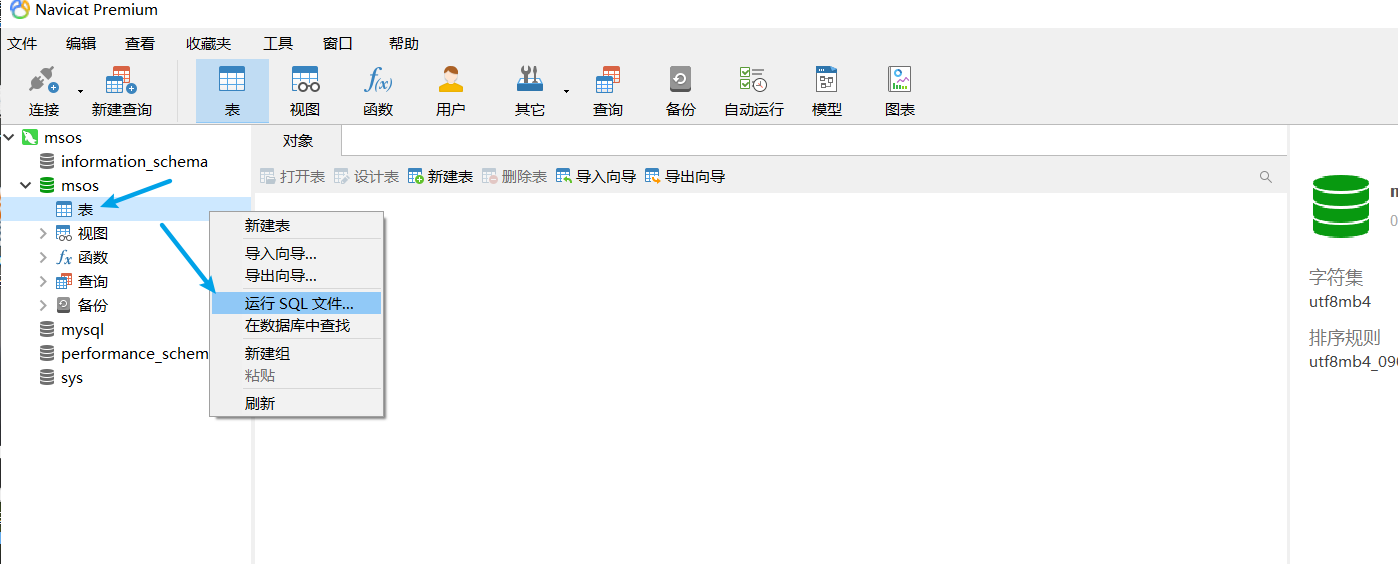 Navicat Premium
文件 编辑 查看 收藏夹 工具 窗口 帮助
连接 新建查询 表 视图 函数 用户 其它 查询 备份 自动运行 模型 图表
msos
information_schema
msos
表
视图
函数
查询
备份
mysql
performance_schem
sys
对象
打开表 设计表 新建表 删除表 导入向导 导出向导
新建表
导入向导...
导出向导...
运行 SQL 文件...
在数据库中查找
新建组
粘贴
刷新
字符集
utf8mb4
排序规则
utf8mb4_090